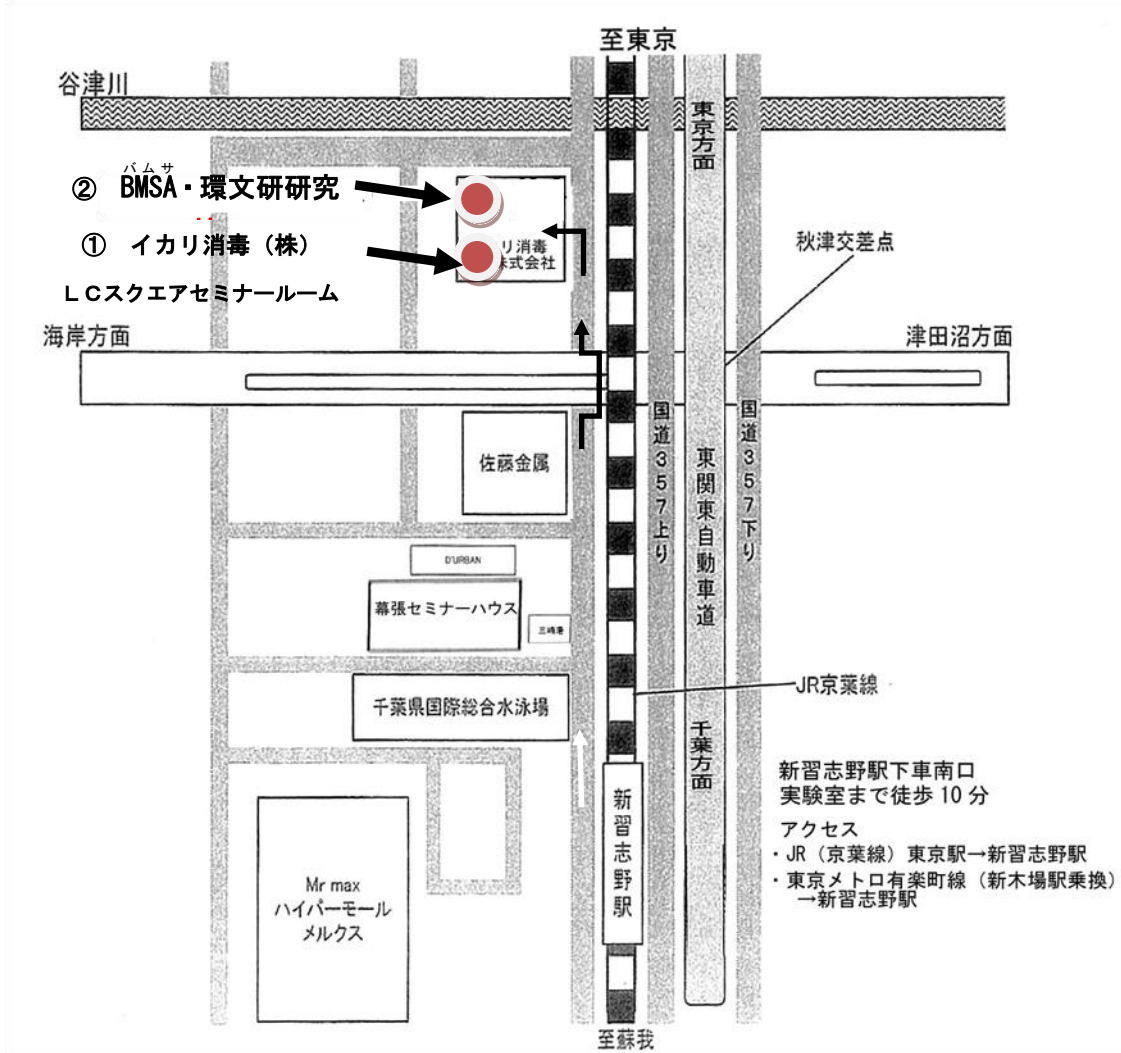 至東京
谷津川
東京方面
バムサ
② BMSA・環文研研究
① イカリ消毒（株）
リ消毒
株式会社
LCスクエアセミナールーム
秋津交差点
海岸方面
津田沼方面
国道357上り
東関東自動車道
国道357下り
佐藤金属
D'URBAN
幕張セミナーハウス
三崎港
JR京葉線
千葉県国際総合水泳場
千葉方面
新習志野駅下車南口
実験室まで徒歩10分
アクセス
・JR（京葉線）東京駅→新習志野駅
・東京メトロ有楽町線（新木場駅乗換）
→新習志野駅
新習志野駅
Mr max
ハイパーモール
メルクス
至蘇我